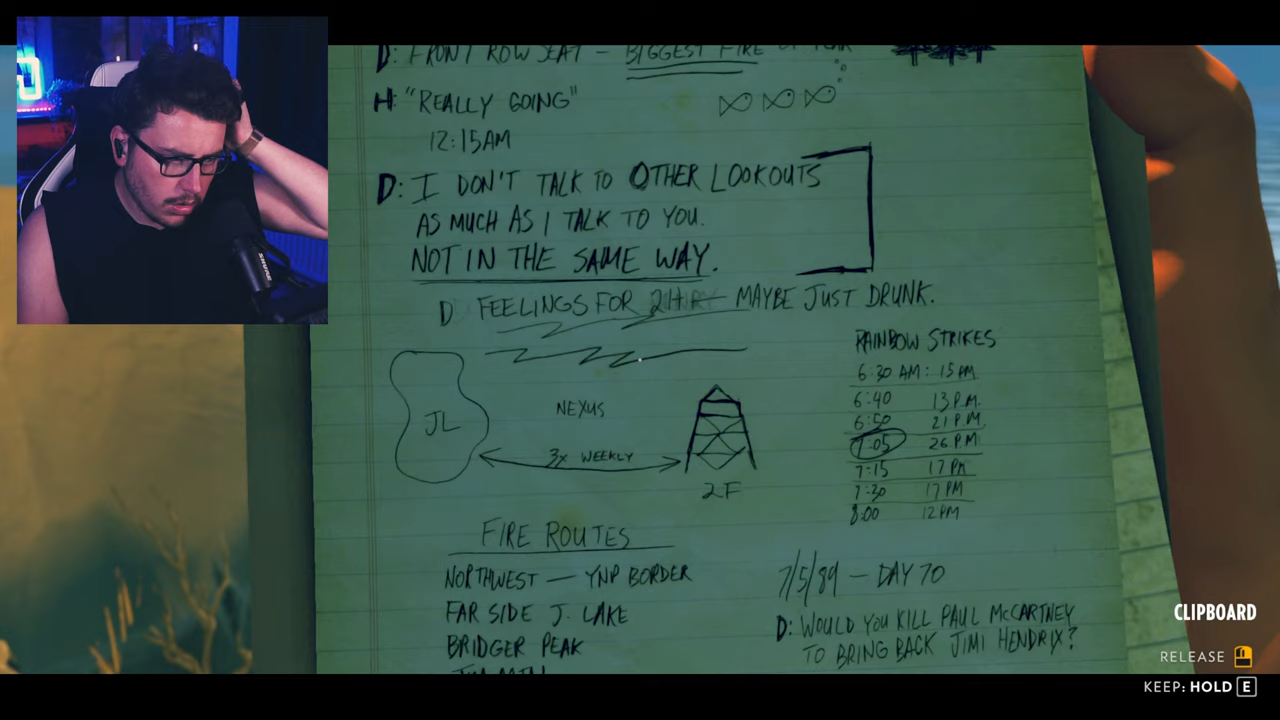 D: FRONT ROW SEAT - BIGGEST FIRE OF YEAR
H: "REALLY GOING"
12:15AM
D: I DON'T TALK TO OTHER LOOKOUTS
AS MUCH AS I TALK TO YOU.
NOT IN THE SAME WAY.
D FEELINGS FOR MAYBE JUST DRUNK.
RAINBOW STRIKES
6:30 AM: 15 PM
6:40 13 P.M.
6:50 21 P.M.
7:05 26 P.M
7:15 17 PM
7:30 17 PM
8:00 12 PM
JL
NEXUS
3x WEEKLY
2F
FIRE ROUTES
NORTHWEST — YNP BORDER
FAR SIDE J. LAKE
BRIDGER PEAK
7/5/89 - DAY 70
D: WOULD YOU KILL PAUL McCARTNEY
TO BRING BACK JIMI HENDRIX?
SHURE
CLIPBOARD
RELEASE
KEEP: HOLD E